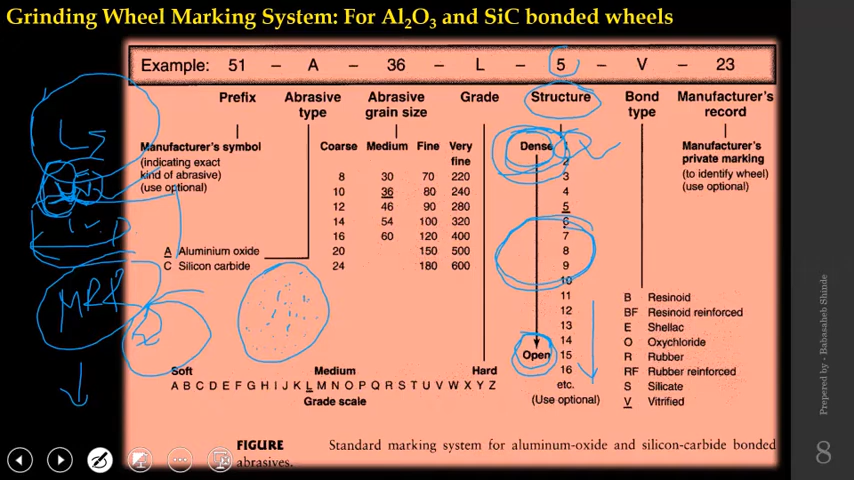 Grinding Wheel Marking System: For Al₂O₃ and SiC bonded wheels
Example: 51 – A – 36 – L – 5 – V – 23
Prefix Abrasive type Abrasive grain size Grade Structure Bond type Manufacturer's record
Manufacturer's symbol
(indicating exact
kind of abrasive)
(use optional)
A Aluminium oxide
C Silicon carbide
Coarse Medium Fine Very fine
8 30 70 220
10 36 80 240
12 46 90 280
14 54 100 320
16 60 120 400
20 150 500
24 180 600
Soft Medium Hard
A B C D E F G H I J K L M N O P Q R S T U V W X Y Z
Grade scale
Dense
1
2
3
4
5
6
7
8
9
10
11
12
13
14
Open 15
16
etc.
(Use optional)
B Resinoid
BF Resinoid reinforced
E Shellac
O Oxychloride
R Rubber
RF Rubber reinforced
S Silicate
V Vitrified
Manufacturer's
private marking
(to identify wheel)
(use optional)
MRR
FIGURE Standard marking system for aluminum-oxide and silicon-carbide bonded
abrasives.
Prepared by - Babasaheb Shinde
8